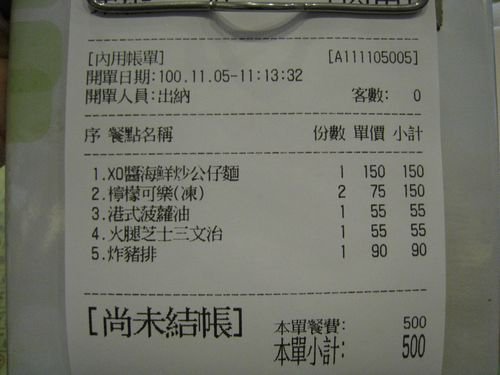 [內用帳單] [A111105005]
開單日期:100.11.05-11:13:32
開單人員:出納 客數: 0
序 餐點名稱 份數 單價 小計
1.XO醬海鮮炒公仔麵 1 150 150
2.檸檬可樂(凍) 2 75 150
3.港式菠蘿油 1 55 55
4.火腿芝士三文治 1 55 55
5.炸豬排 1 90 90
[尚未結帳]
本單餐費: 500
本單小計: 500